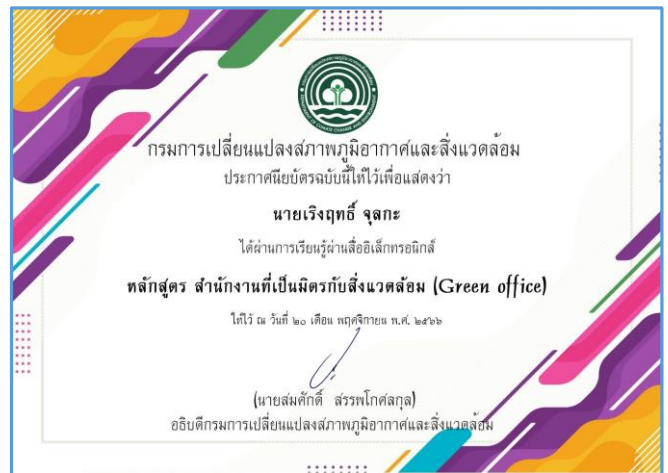 กรมการเปลี่ยนแปลงสภาพภูมิอากาศและสิ่งแวดล้อม
ประกาศนียบัตรฉบับนี้ให้ไว้เพื่อแสดงว่า
นายเริงฤทธิ์ จุลกะ
ได้ผ่านการเรียนรู้ผ่านสื่ออิเล็กทรอนิกส์
หลักสูตร สำนักงานที่เป็นมิตรกับสิ่งแวดล้อม (Green office)
ให้ไว้ ณ วันที่ ๒๐ เดือน พฤศจิกายน พ.ศ. ๒๕๖๖
(นายสมศักดิ์ สรรพโกศลกุล)
อธิบดีกรมการเปลี่ยนแปลงสภาพภูมิอากาศและสิ่งแวดล้อม